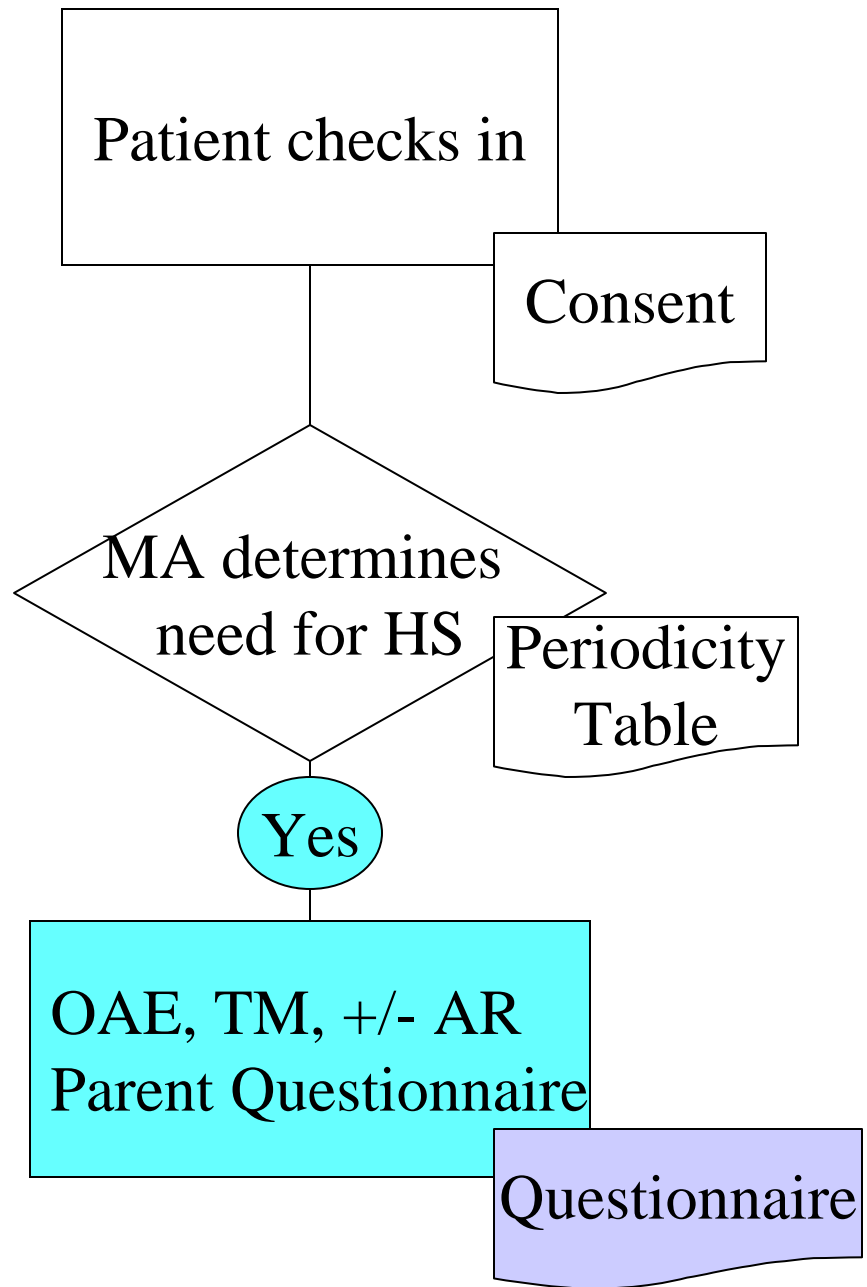 Patient checks in
Consent
MA determines
need for HS
Periodicity
Table
Yes
OAE, TM, +/- AR
Parent Questionnaire
Questionnaire